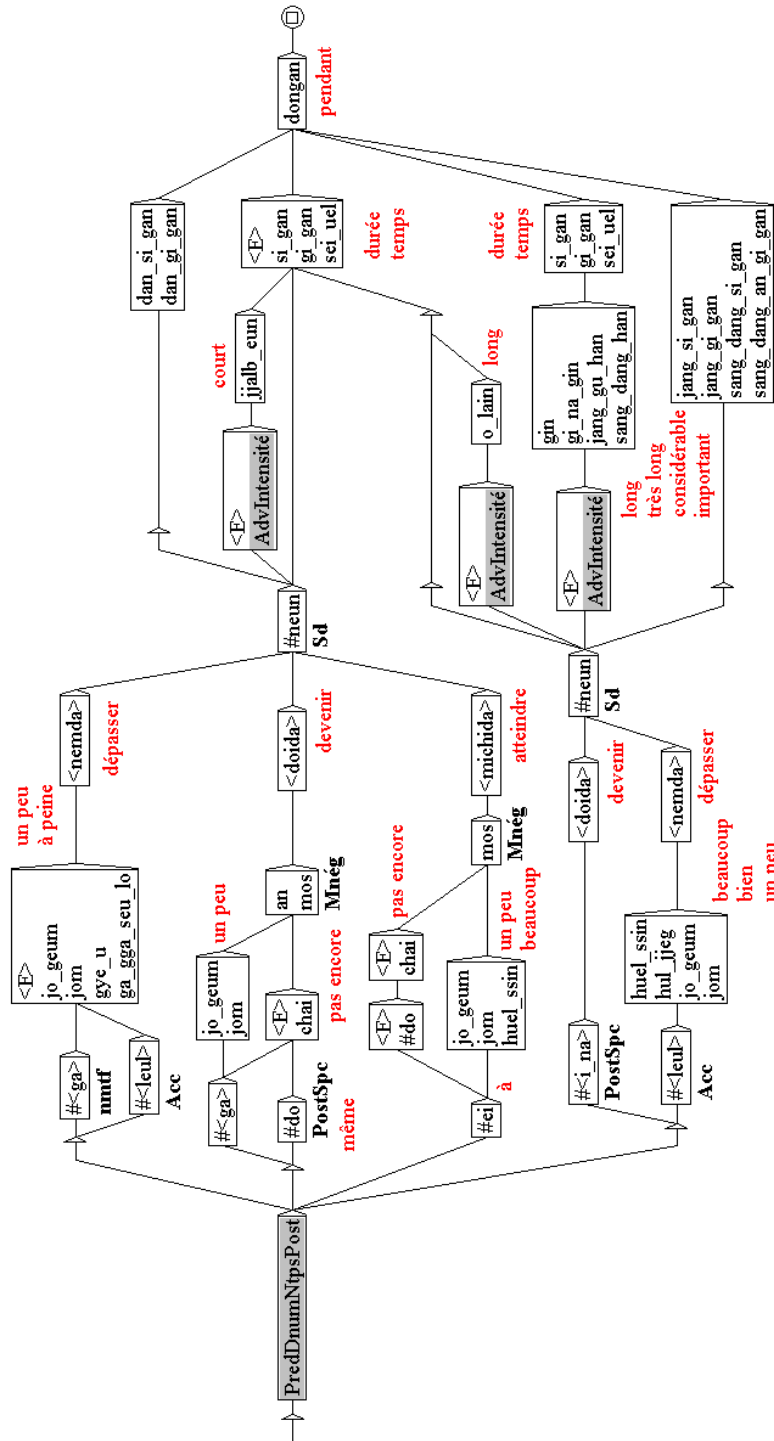 PredDnumNtpsPost
#<ga>
nmtf
#<leul>
Acc
<E>
jo_geum
jom
gye_u
ga_gga_seu_lo
un peu
à peine
<nemda>
dépasser
#<ga>
jo_geum
jom
un peu
#do
PostSpc
même
<E>
chai
pas encore
an
mos
Mnég
<doida>
devenir
#ei
à
<E>
#do
<E>
chai
pas encore
jo_geum
jom
huel_ssin
un peu
beaucoup
mos
Mnég
<michida>
atteindre
#<i_na>
PostSpc
<doida>
devenir
#<leul>
Acc
huel_ssin
hul_jjeg
jo_geum
jom
beaucoup
bien
un peu
<nemda>
dépasser
#neun
Sd
#neun
Sd
dan_si_gan
dan_gi_gan
<E>
AdvIntensité
jjalb_eun
court
<E>
si_gan
gi_gan
sei_uel
durée
temps
<E>
AdvIntensité
o_lain
long
<E>
AdvIntensité
gin
gi_na_gin
jang_gu_han
sang_dang_han
long
très long
considérable
important
si_gan
gi_gan
sei_uel
durée
temps
jang_si_gan
jang_gi_gan
sang_dang_si_gan
sang_dang_an_gi_gan
dongan
pendant